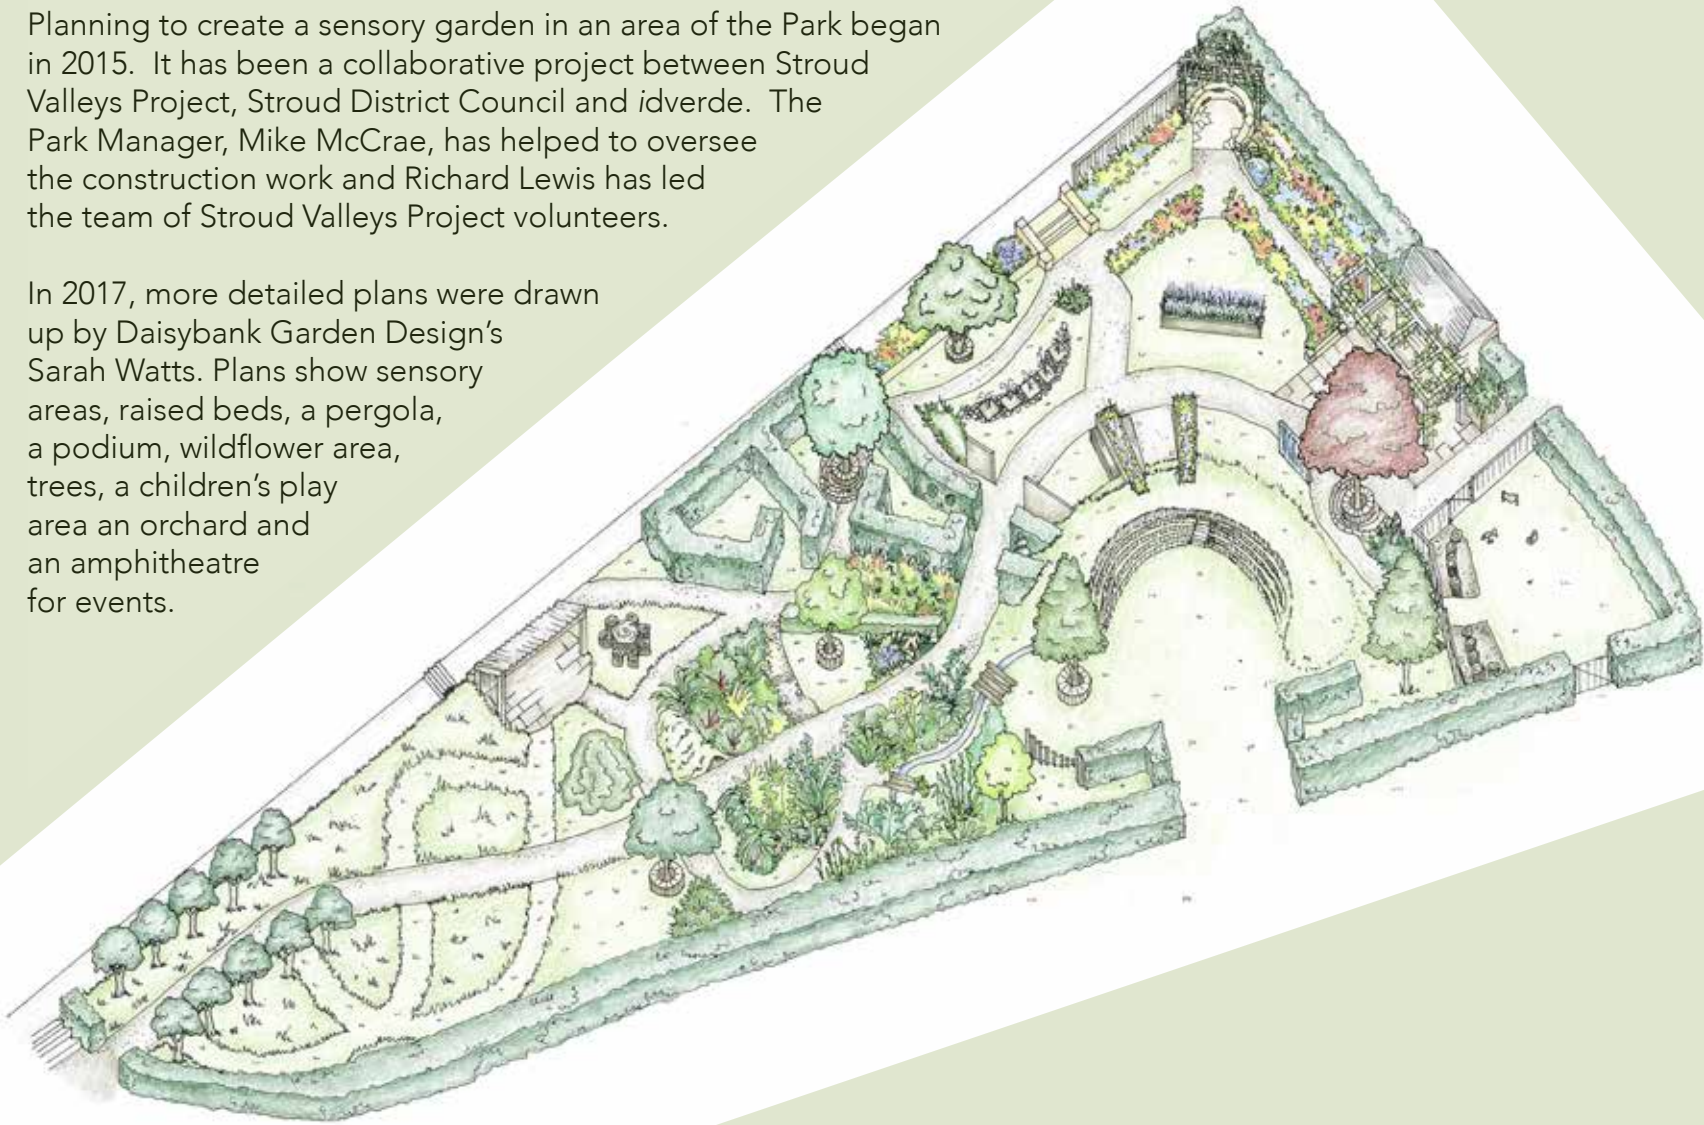 Planning to create a sensory garden in an area of the Park began
in 2015.  It has been a collaborative project between Stroud
Valleys Project, Stroud District Council and idverde.  The
Park Manager, Mike McCrae, has helped to oversee
the construction work and Richard Lewis has led
the team of Stroud Valleys Project volunteers.
In 2017, more detailed plans were drawn
up by Daisybank Garden Design’s
Sarah Watts. Plans show sensory
areas, raised beds, a pergola,
a podium, wildflower area,
trees, a children’s play
area an orchard and
an amphitheatre
for events.